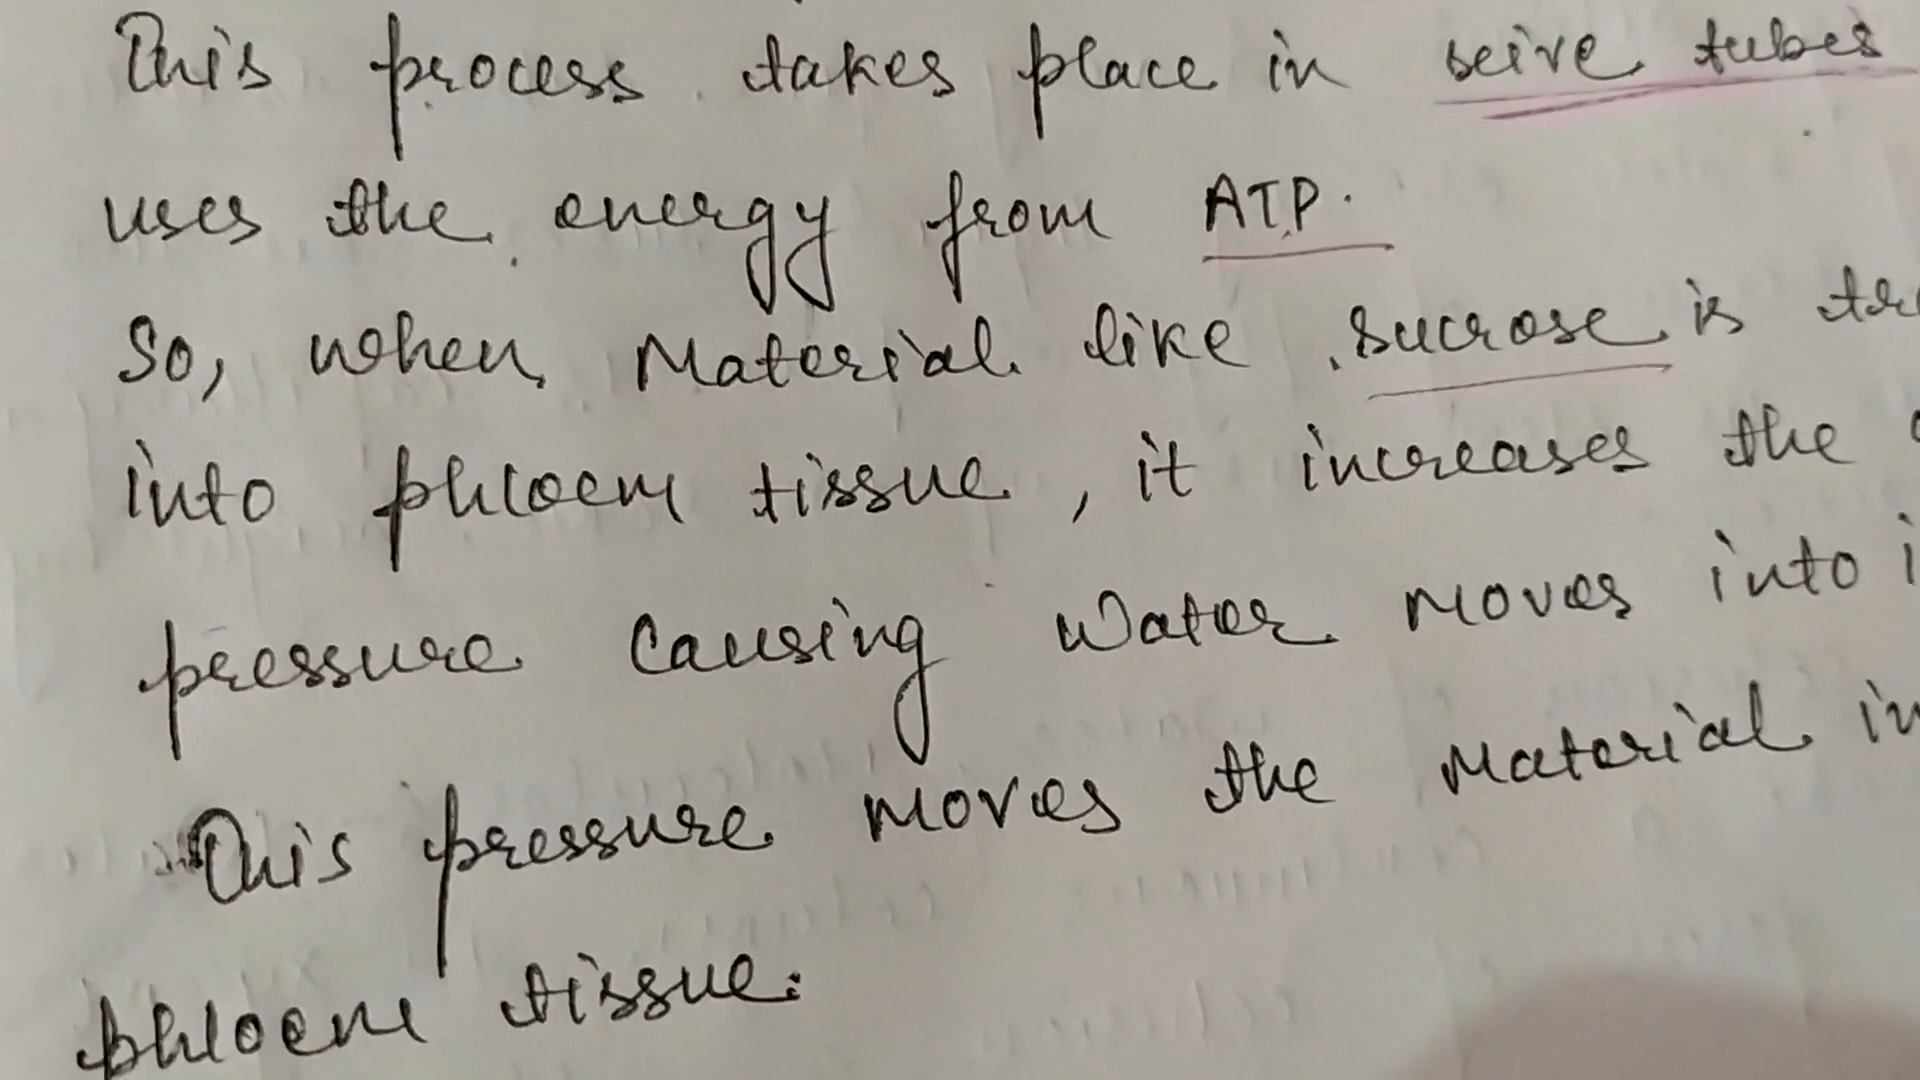 This process takes place in seive tubes
uses the energy from ATP.
So, when Material like sucrose is
into phloem tissue, it increases the
pressure causing Water moves into
This pressure moves the Material
phloem tissue.